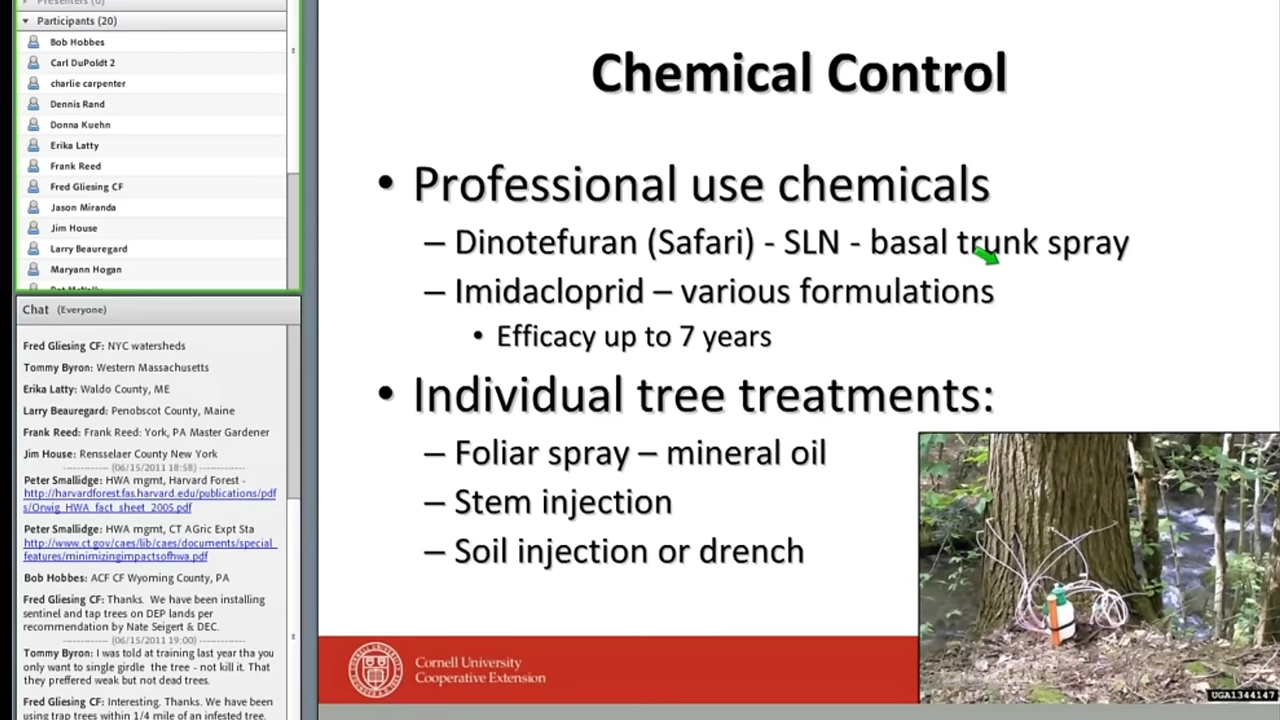 Participants (20)
Bob Hobbes
Carl DuPoldt 2
charlie carpenter
Dennis Rand
Donna Kuehn
Erika Latty
Frank Reed
Fred Gliesing CF
Jason Miranda
Jim House
Larry Beauregard
Maryann Hogan
Chat (Everyone)
Fred Gliesing CF: NYC watersheds
Tommy Byron: Western Massachusetts
Erika Latty: Waldo County, ME
Larry Beauregard: Penobscot County, Maine
Frank Reed: Frank Reed: York, PA Master Gardener
Jim House: Rensselaer County New York
------------ (06/15/2011 18:58) ------------
Peter Smallidge: HWA mgmt, Harvard Forest -
http://harvardforest.fas.harvard.edu/publications/pdf
s/Orwig_HWA_fact_sheet_2005.pdf
Peter Smallidge: HWA mgmt, CT AGric Expt Sta
http://www.ct.gov/caes/lib/caes/documents/special_
features/minimizingimpactsofhwa.pdf
Bob Hobbes: ACF CF Wyoming County, PA
Fred Gliesing CF: Thanks. We have been installing
sentinel and tap trees on DEP lands per
recommendation by Nate Seigert & DEC.
------------ (06/15/2011 19:00) ------------
Tommy Byron: I was told at training last year tha you
only want to single girdle the tree - not kill it. That
they preffered weak but not dead trees.
Fred Gliesing CF: Interesting. Thanks. We have been
using trap trees within 1/4 mile of an infested tree.
Chemical Control
• Professional use chemicals
– Dinotefuran (Safari) - SLN - basal trunk spray
– Imidacloprid – various formulations
• Efficacy up to 7 years
• Individual tree treatments:
– Foliar spray – mineral oil
– Stem injection
– Soil injection or drench
Cornell University
Cooperative Extension
UGA1344147